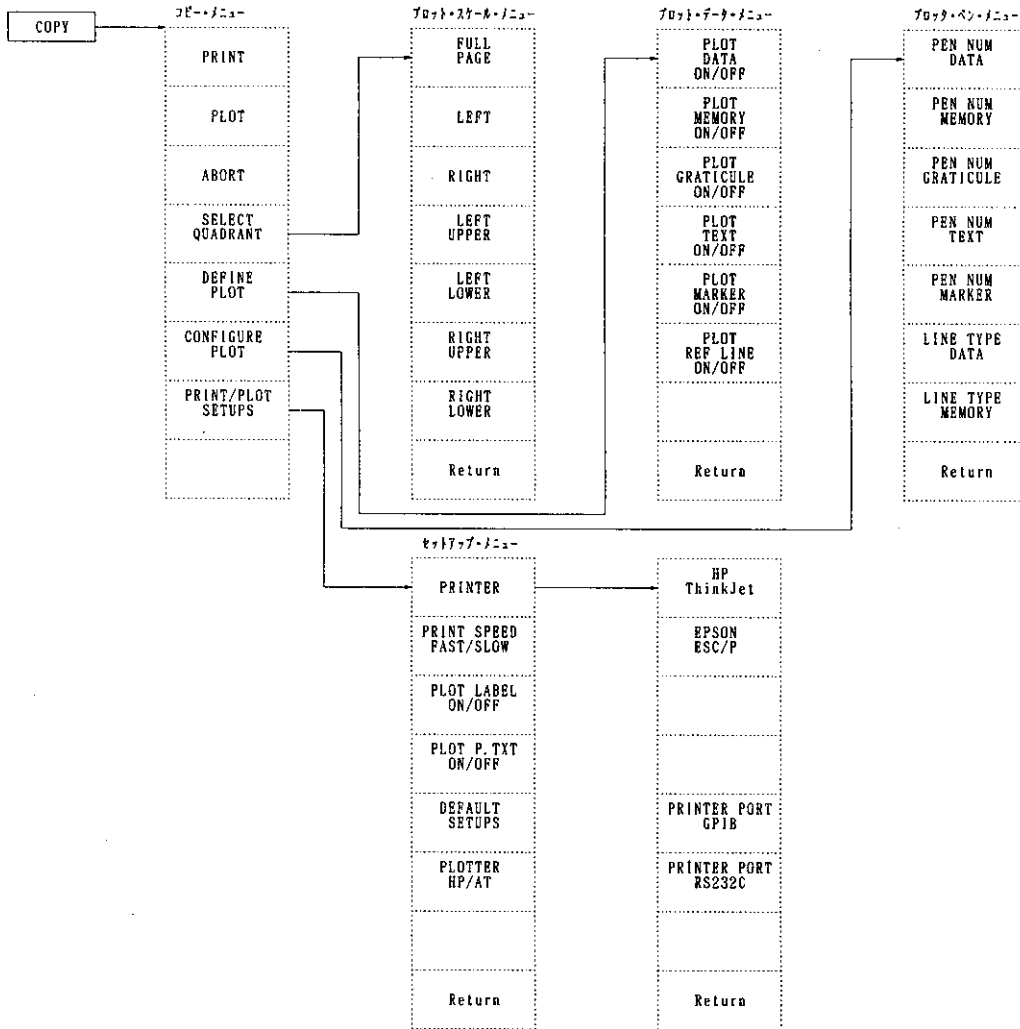 COPY
コピー・メニュー
PRINT
PLOT
ABORT
SELECT
QUADRANT
DEFINE
PLOT
CONFIGURE
PLOT
PRINT/PLOT
SETUPS
プロット・スケール・メニュー
FULL
PAGE
LEFT
RIGHT
LEFT
UPPER
LEFT
LOWER
RIGHT
UPPER
RIGHT
LOWER
Return
プロット・データ・メニュー
PLOT
DATA
ON/OFF
PLOT
MEMORY
ON/OFF
PLOT
GRATICULE
ON/OFF
PLOT
TEXT
ON/OFF
PLOT
MARKER
ON/OFF
PLOT
REF LINE
ON/OFF
Return
プロッタ・ペン・メニュー
PEN NUM
DATA
PEN NUM
MEMORY
PEN NUM
GRATICULE
PEN NUM
TEXT
PEN NUM
MARKER
LINE TYPE
DATA
LINE TYPE
MEMORY
Return
セットアップ・メニュー
PRINTER
PRINT SPEED
FAST/SLOW
PLOT LABEL
ON/OFF
PLOT P.TXT
ON/OFF
DEFAULT
SETUPS
PLOTTER
HP/AT
Return
HP
ThinkJet
EPSON
ESC/P
PRINTER PORT
GPIB
PRINTER PORT
RS232C
Return